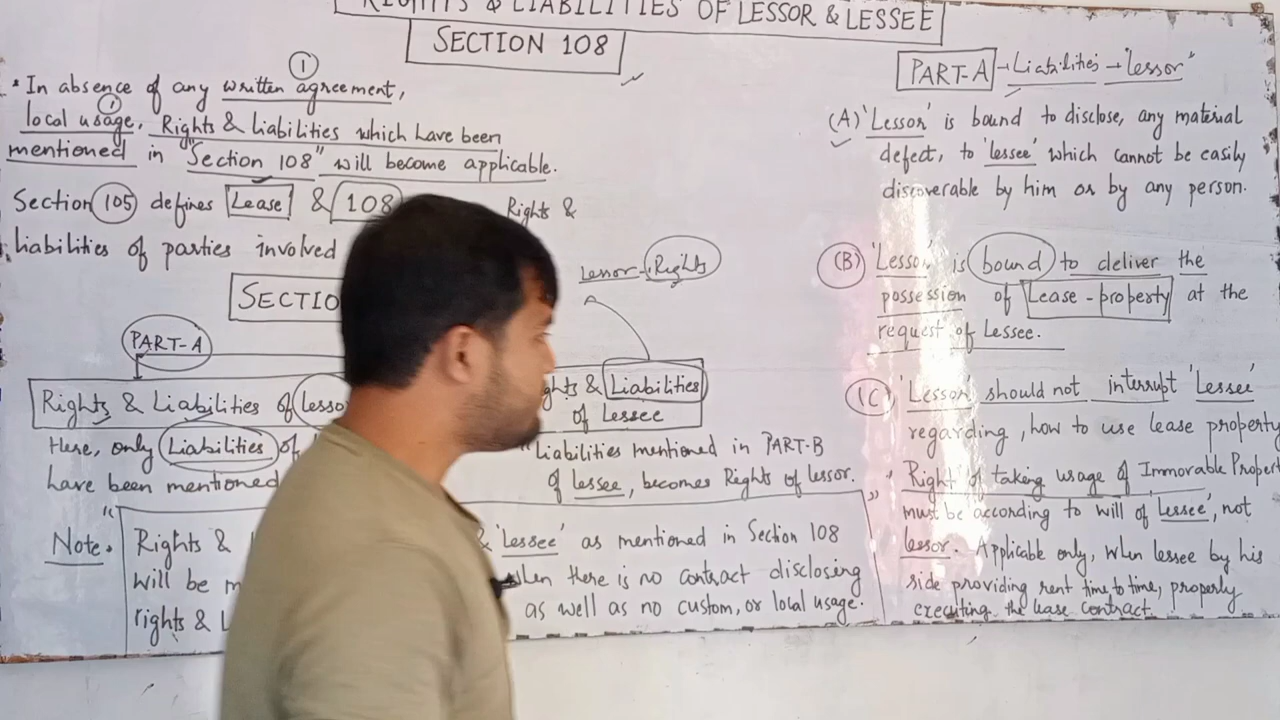 RIGHTS & LIABILITIES OF LESSOR & LESSEE
SECTION 108
①
* In absence of any written agreement,
①
local usage, Rights & Liabilities which have been
mentioned in "Section 108" will become applicable.
Section 105 defines Lease & 108 Rights &
liabilities of parties involved
SECTIO
Lessor - Rights
PART-A
Rights & Liabilities of lesso
Here, only Liabilities of
have been mentioned
ghts & Liabilities
of Lessee
"Liabilities mentioned in PART-B
of lessee, becomes Rights of lessor.
Note.
"Rights & & 'Lessee' as mentioned in Section 108
will be m when there is no contract disclosing
rights & L as well as no custom, or local usage. "
PART-A - Liabilities - "lessor"
(A) 'Lessor' is bound to disclose, any material
defect, to 'lessee' which cannot be easily
discoverable by him or by any person.
(B) 'Lessor' is bound to deliver the
possession of Lease - property at the
request of Lessee.
(C) 'Lessor should not interrupt 'Lessee'
regarding, how to use lease property
* Right of taking usage of Immorable Propert
must be according to will of 'Lessee', not
lessor. Applicable only, when lessee by his
side providing rent time to time, properly
executing the lease contract.